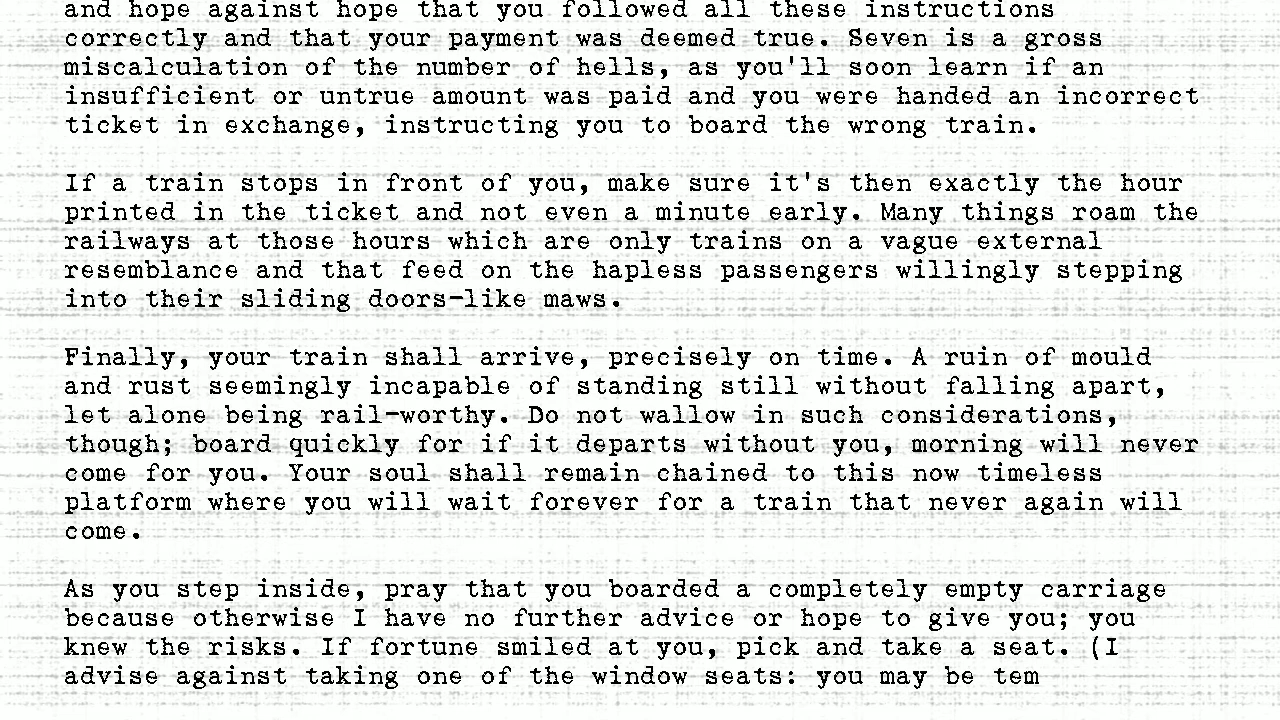 and hope against hope that you followed all these instructions
correctly and that your payment was deemed true. Seven is a gross
miscalculation of the number of hells, as you'll soon learn if an
insufficient or untrue amount was paid and you were handed an incorrect
ticket in exchange, instructing you to board the wrong train.
If a train stops in front of you, make sure it's then exactly the hour
printed in the ticket and not even a minute early. Many things roam the
railways at those hours which are only trains on a vague external
resemblance and that feed on the hapless passengers willingly stepping
into their sliding doors-like maws.
Finally, your train shall arrive, precisely on time. A ruin of mould
and rust seemingly incapable of standing still without falling apart,
let alone being rail-worthy. Do not wallow in such considerations,
though; board quickly for if it departs without you, morning will never
come for you. Your soul shall remain chained to this now timeless
platform where you will wait forever for a train that never again will
come.
As you step inside, pray that you boarded a completely empty carriage
because otherwise I have no further advice or hope to give you; you
knew the risks. If fortune smiled at you, pick and take a seat. (I
advise against taking one of the window seats: you may be tem